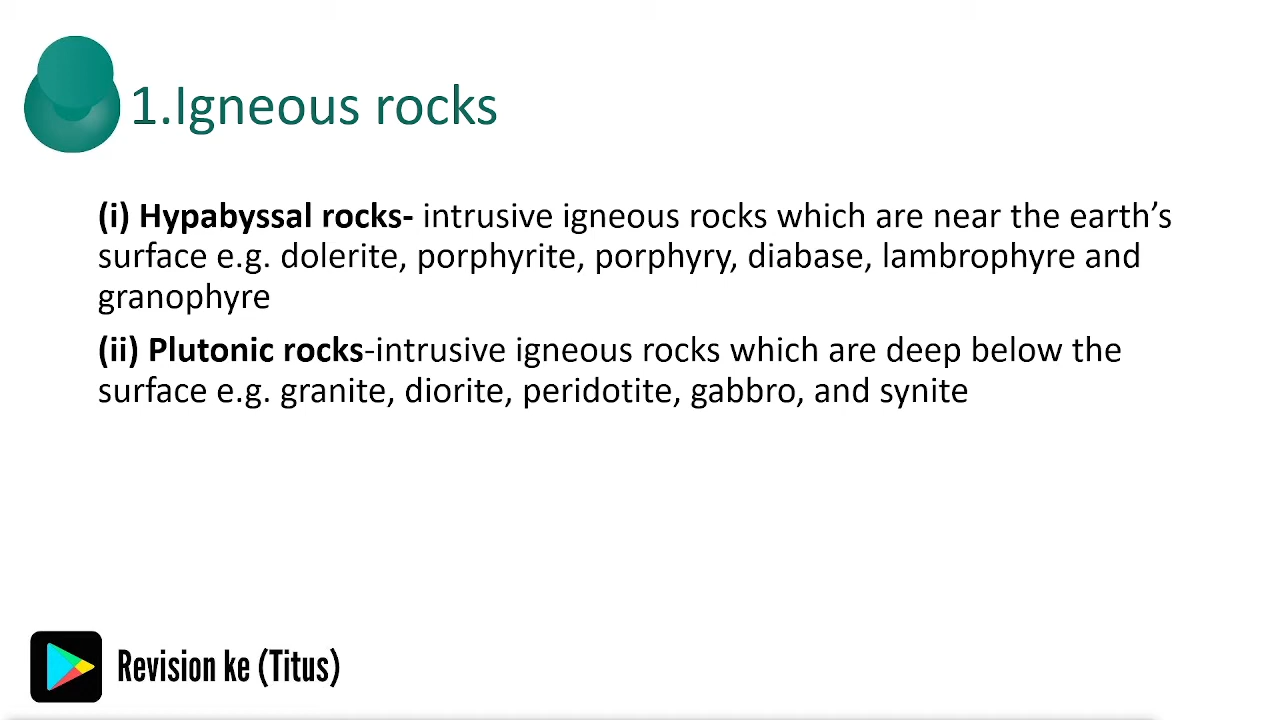 1.Igneous rocks
(i) Hypabyssal rocks- intrusive igneous rocks which are near the earth’s
surface e.g. dolerite, porphyrite, porphyry, diabase, lambrophyre and
granophyre
(ii) Plutonic rocks-intrusive igneous rocks which are deep below the
surface e.g. granite, diorite, peridotite, gabbro, and synite
Revision ke (Titus)